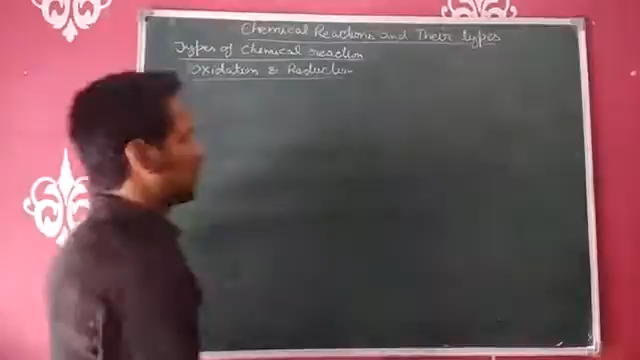 Chemical Reactions and Their types
Types of Chemical reaction
Oxidation & Reduction